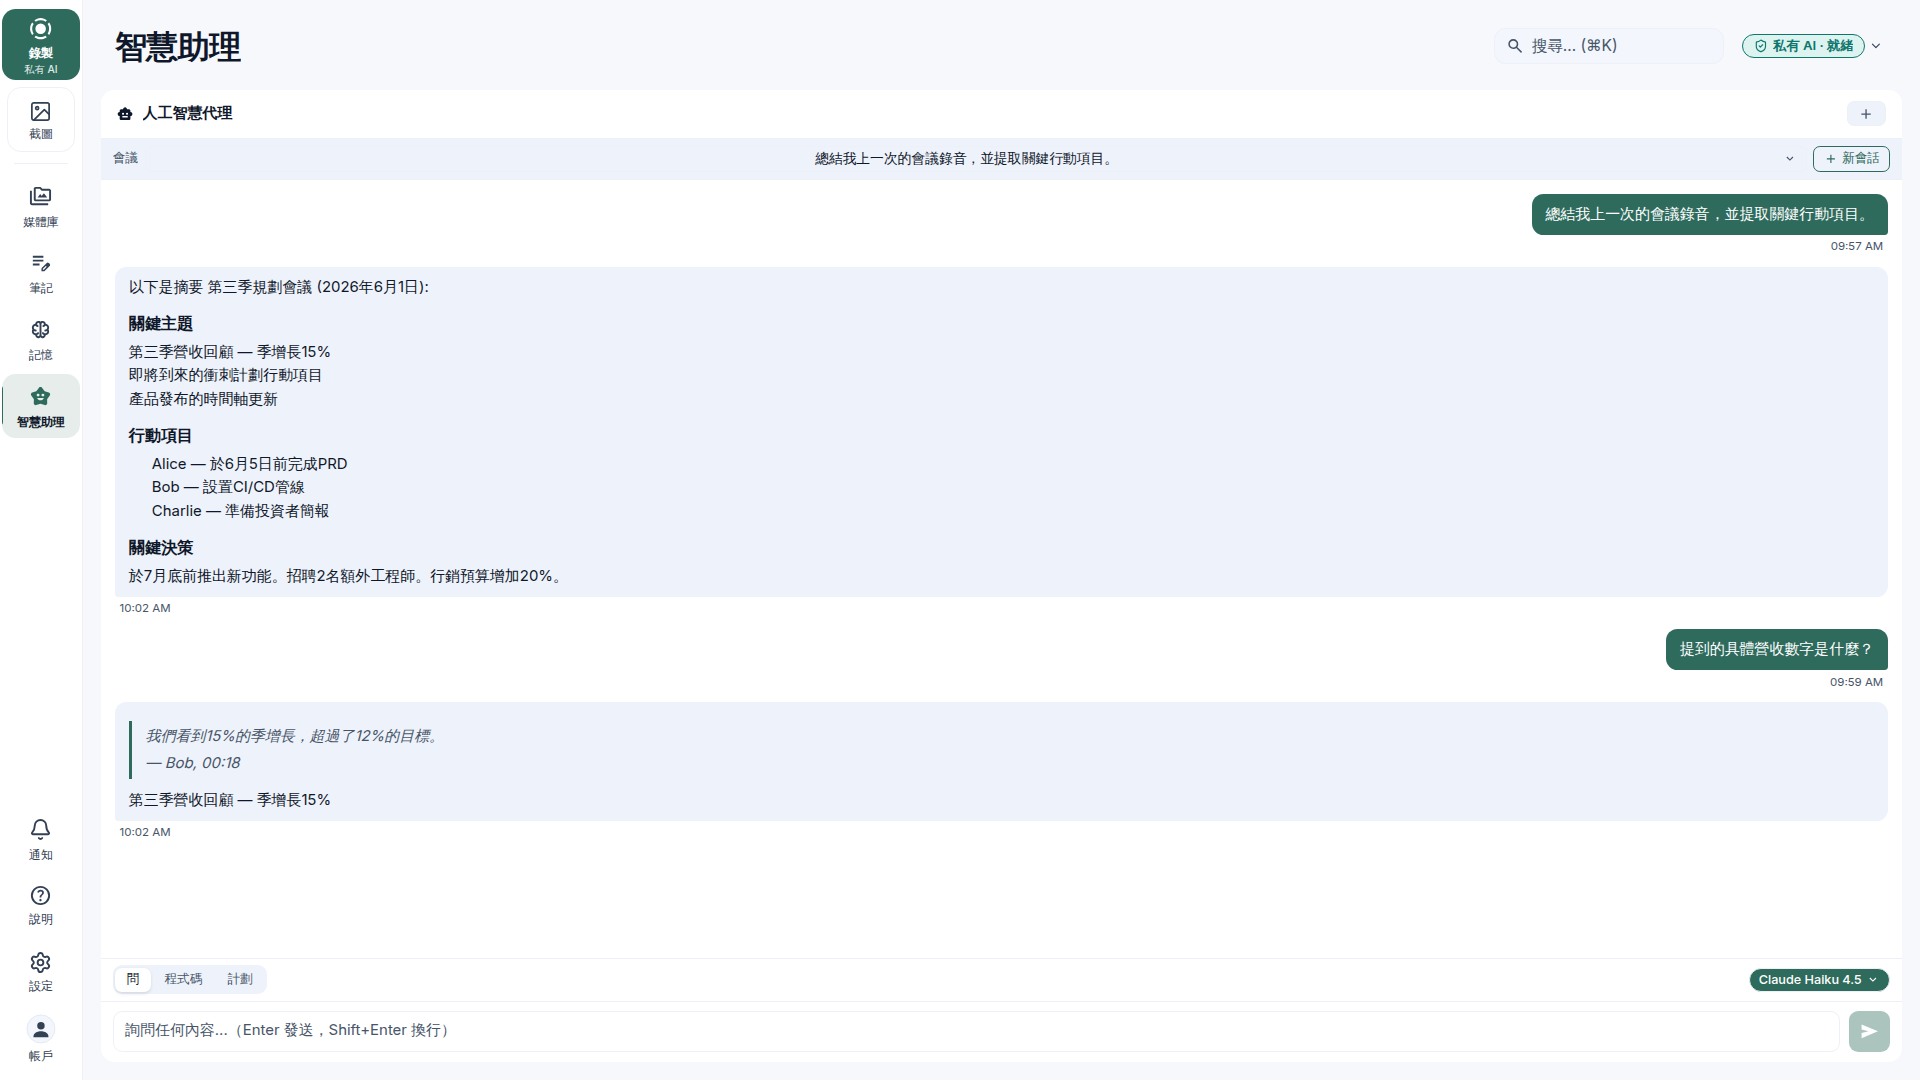 錄製
私有 AI
截圖
媒體庫
筆記
記憶
智慧助理
通知
說明
設定
帳戶
智慧助理
搜尋... (⌘K)
私有 AI · 就緒
人工智慧代理
會議
總結我上一次的會議錄音，並提取關鍵行動項目。
新會話
總結我上一次的會議錄音，並提取關鍵行動項目。
09:57 AM
以下是摘要 第三季規劃會議 (2026年6月1日):
關鍵主題
第三季營收回顧 — 季增長15%
即將到來的衝刺計劃行動項目
產品發布的時間軸更新
行動項目
Alice — 於6月5日前完成PRD
Bob — 設置CI/CD管線
Charlie — 準備投資者簡報
關鍵決策
於7月底前推出新功能。招聘2名額外工程師。行銷預算增加20%。
10:02 AM
提到的具體營收數字是什麼？
09:59 AM
我們看到15%的季增長，超過了12%的目標。
— Bob, 00:18
第三季營收回顧 — 季增長15%
10:02 AM
問
程式碼
計劃
Claude Haiku 4.5
詢問任何內容...（Enter 發送，Shift+Enter 換行）